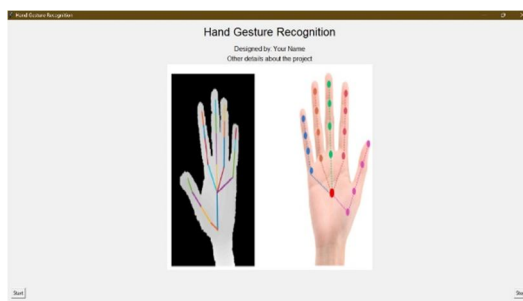 Hand Gesture Recognition
Hand Gesture Recognition
Designed by: Your Name
Other details about the project
Start